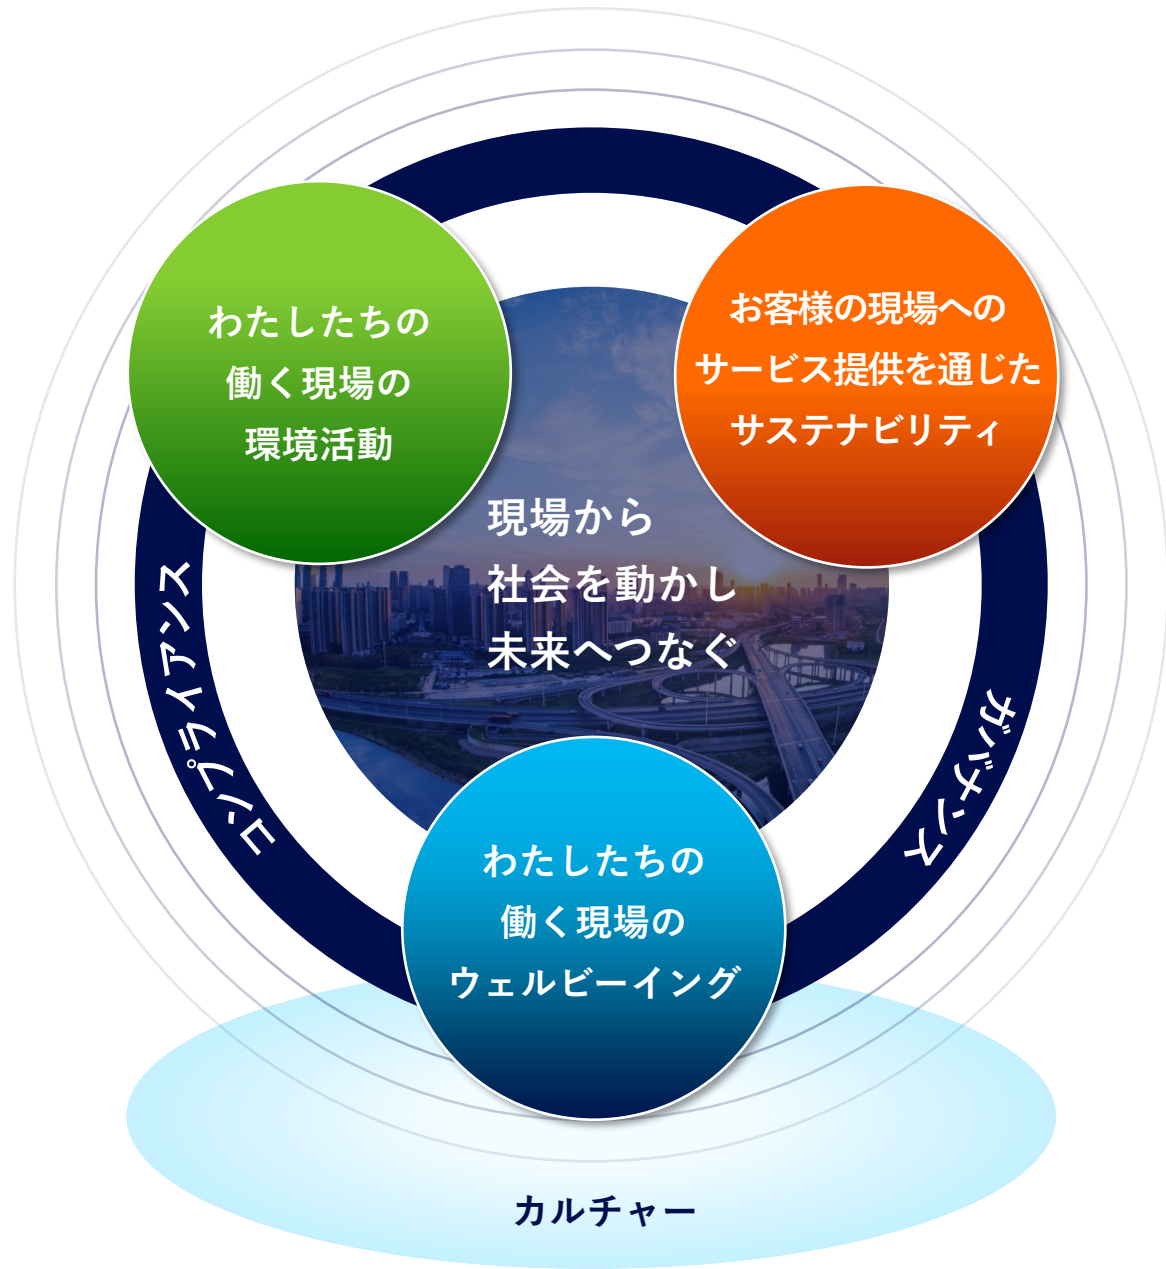 わたしたちの
働く現場の
環境活動
お客様の現場への
サービス提供を通じた
サステナビリティ
現場から
社会を動かし
未来へつなぐ
コンプライアンス
ガバナンス
わたしたちの
働く現場の
ウェルビーイング
カルチャー